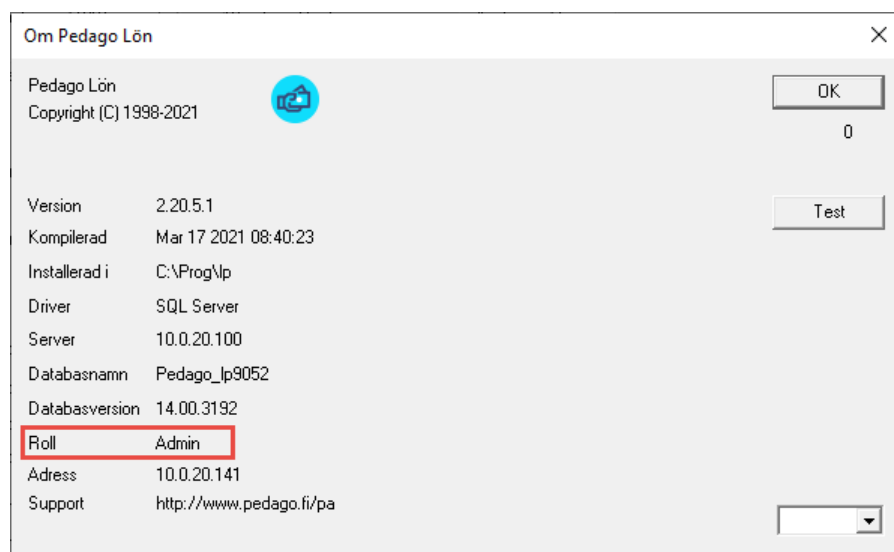 Om Pedago Lön
Pedago Lön
Copyright (C) 1998-2021
OK
0
Version 2.20.5.1
Test
Kompilerad Mar 17 2021 08:40:23
Installerad i C:\Prog\lp
Driver SQL Server
Server 10.0.20.100
Databasnamn Pedago_lp9052
Databasversion 14.00.3192
Roll Admin
Adress 10.0.20.141
Support http://www.pedago.fi/pa